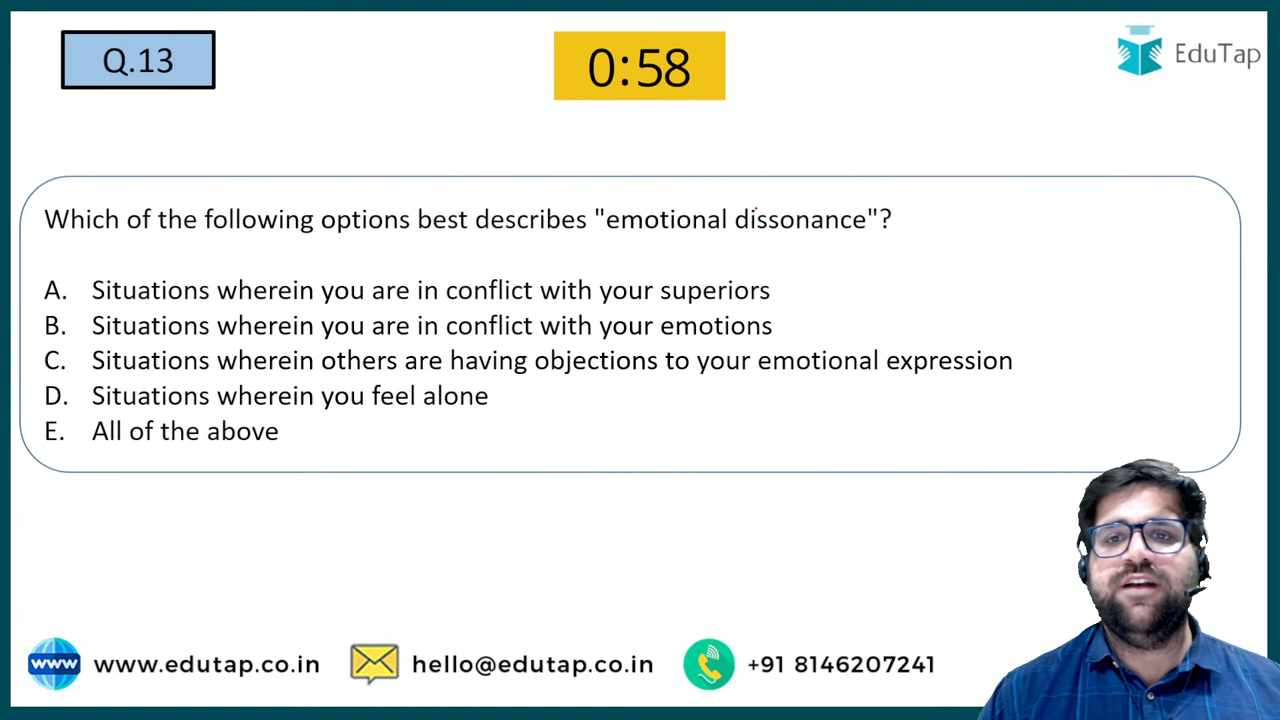 Q.13
0:58
EduTap
Which of the following options best describes "emotional dissonance"?
A. Situations wherein you are in conflict with your superiors
B. Situations wherein you are in conflict with your emotions
C. Situations wherein others are having objections to your emotional expression
D. Situations wherein you feel alone
E. All of the above
www www.edutap.co.in hello@edutap.co.in +91 8146207241